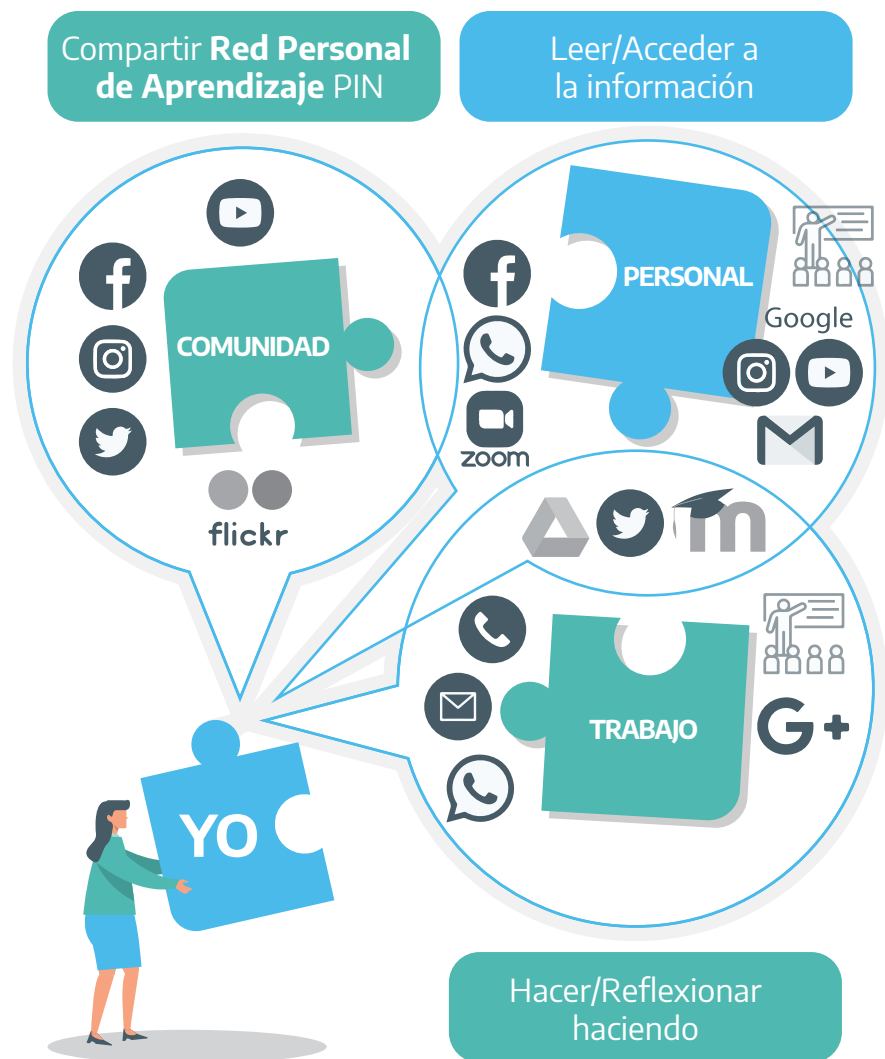 Compartir Red Personal
de Aprendizaje PIN
Leer/Acceder a
la información
COMUNIDAD
flickr
PERSONAL
Google
zoom
m
TRABAJO
G+
YO
Hacer/Reflexionar
haciendo